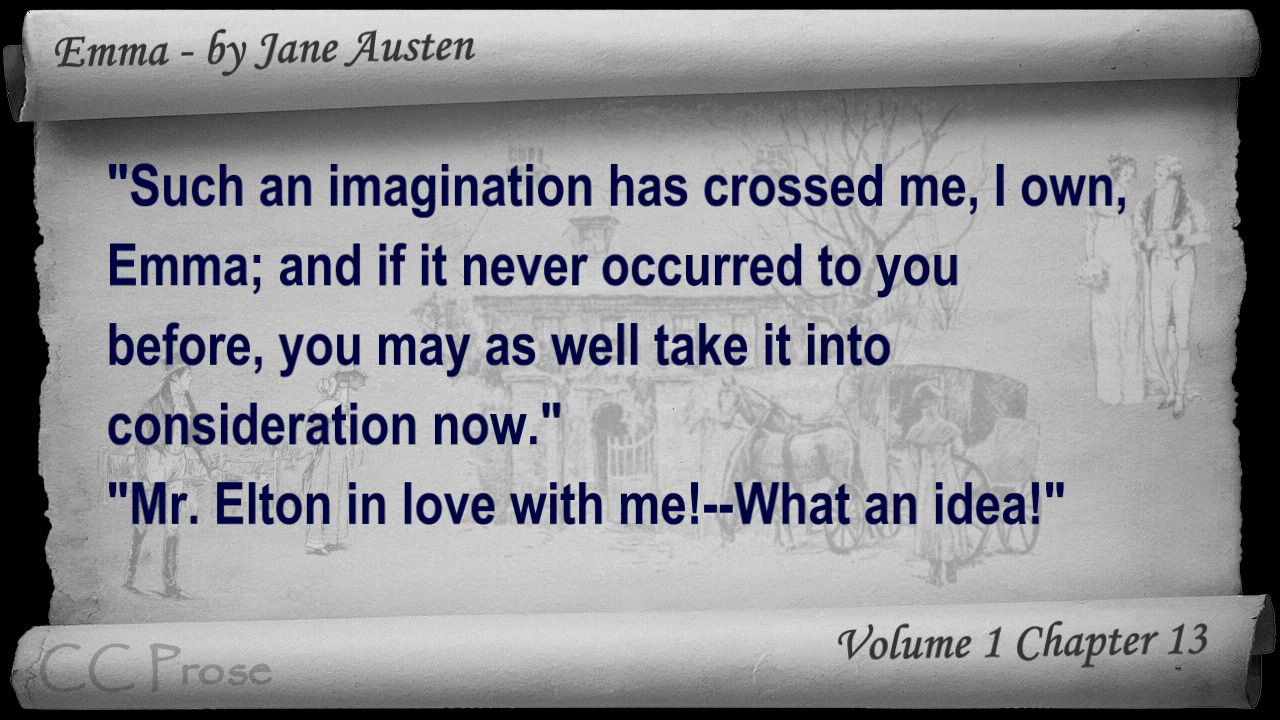 Emma - by Jane Austen
"Such an imagination has crossed me, I own,
Emma; and if it never occurred to you
before, you may as well take it into
consideration now."
"Mr. Elton in love with me!--What an idea!"
Volume 1 Chapter 13
CC Prose